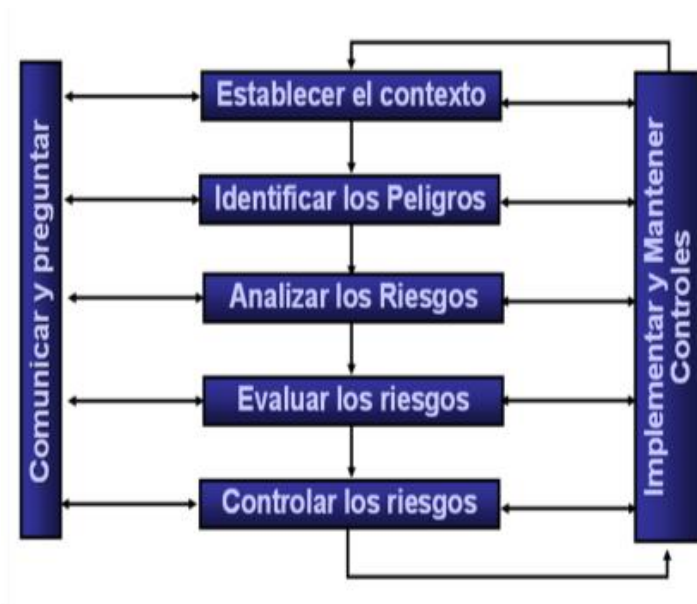 Comunicar y preguntar
Establecer el contexto
Identificar los Peligros
Analizar los Riesgos
Evaluar los riesgos
Controlar los riesgos
Implementar y Mantener
Controles